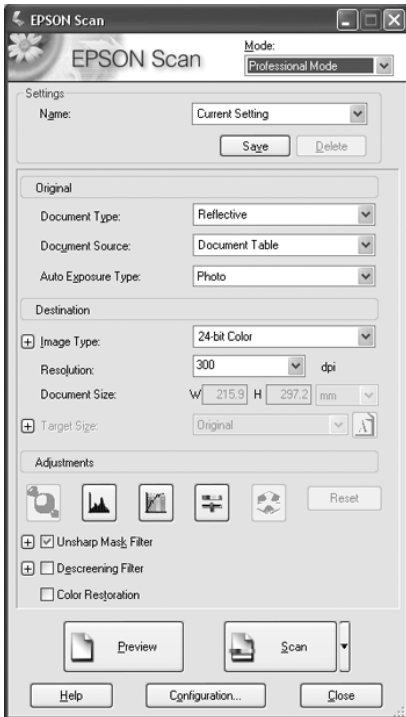 EPSON Scan
EPSON Scan
Mode:
Professional Mode
Settings
Name:
Current Setting
Save
Delete
Original
Document Type:
Reflective
Document Source:
Document Table
Auto Exposure Type:
Photo
Destination
Image Type:
24-bit Color
Resolution:
300
dpi
Document Size:
W 215.9 H 297.2 mm
Target Size:
Original
Adjustments
Reset
Unsharp Mask Filter
Descreening Filter
Color Restoration
Preview
Scan
Help
Configuration...
Close